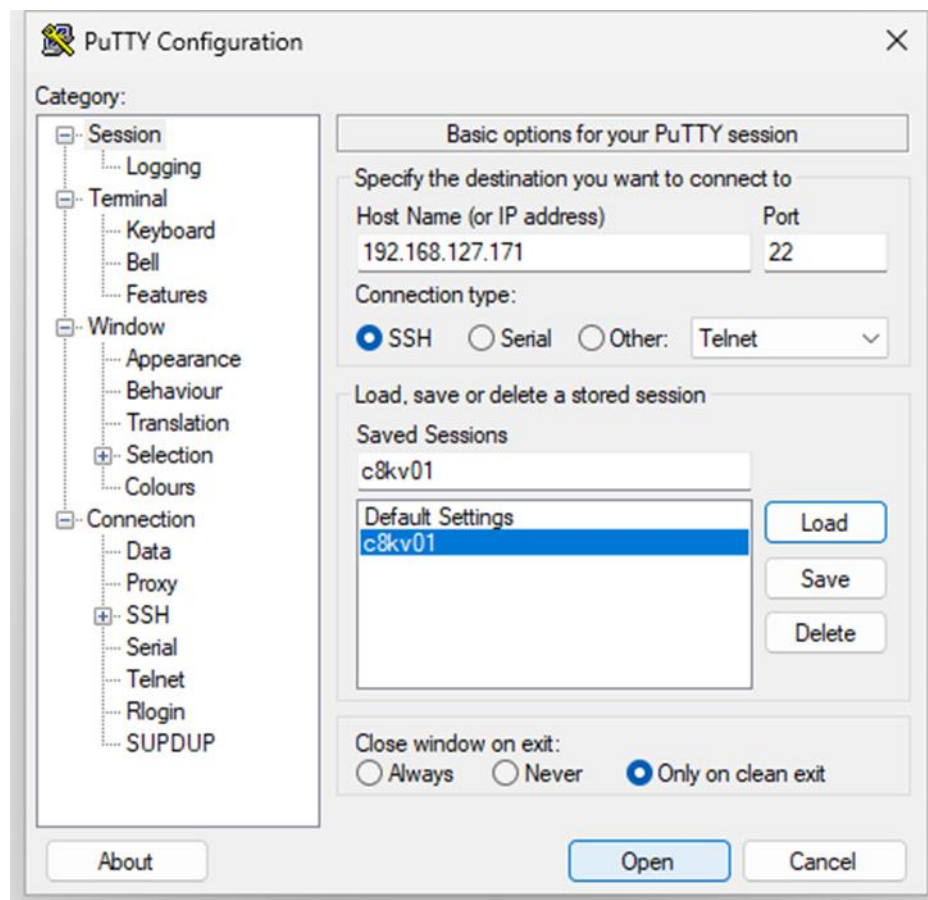 PuTTY Configuration
Category:
Session
Logging
Terminal
Keyboard
Bell
Features
Window
Appearance
Behaviour
Translation
Selection
Colours
Connection
Data
Proxy
SSH
Serial
Telnet
Rlogin
SUPDUP
Basic options for your PuTTY session
Specify the destination you want to connect to
Host Name (or IP address) Port
192.168.127.171 22
Connection type:
SSH Serial Other: Telnet
Load, save or delete a stored session
Saved Sessions
c8kv01
Default Settings
c8kv01
Load
Save
Delete
Close window on exit:
Always Never Only on clean exit
About Open Cancel